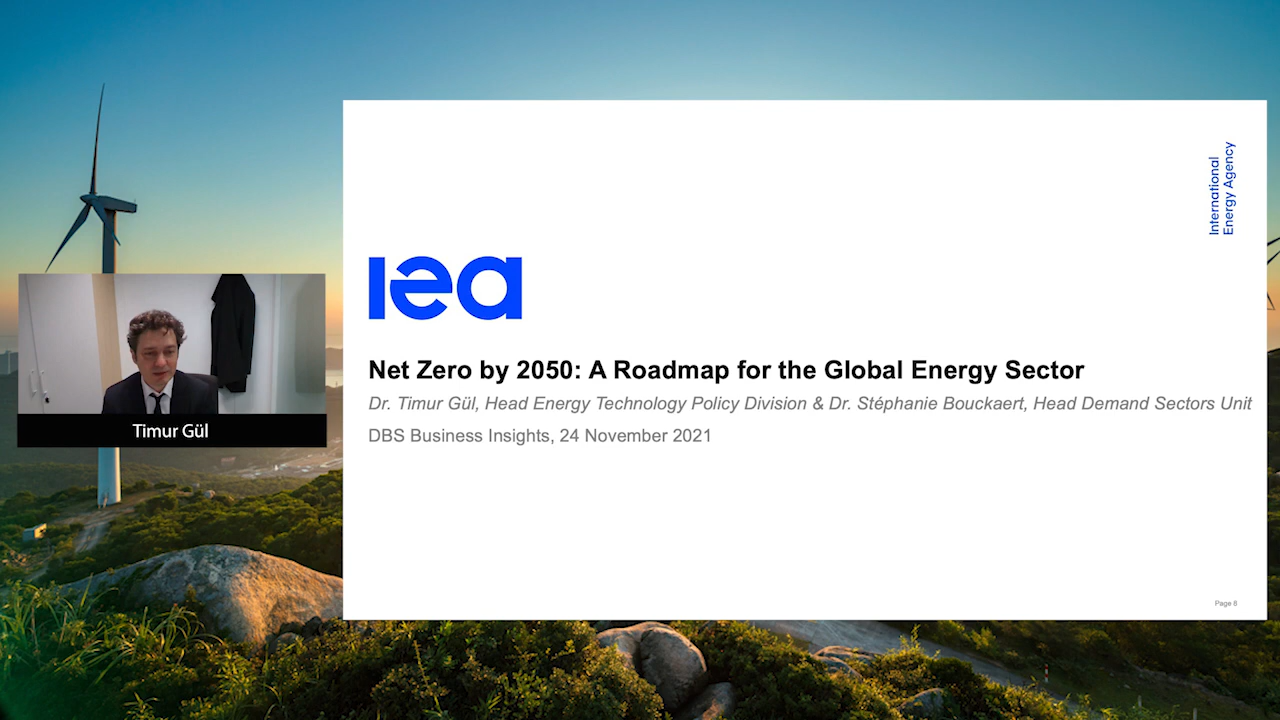 International
Energy Agency
iea
Net Zero by 2050: A Roadmap for the Global Energy Sector
Dr. Timur Gül, Head Energy Technology Policy Division & Dr. Stéphanie Bouckaert, Head Demand Sectors Unit
DBS Business Insights, 24 November 2021
Timur Gül
Page 8